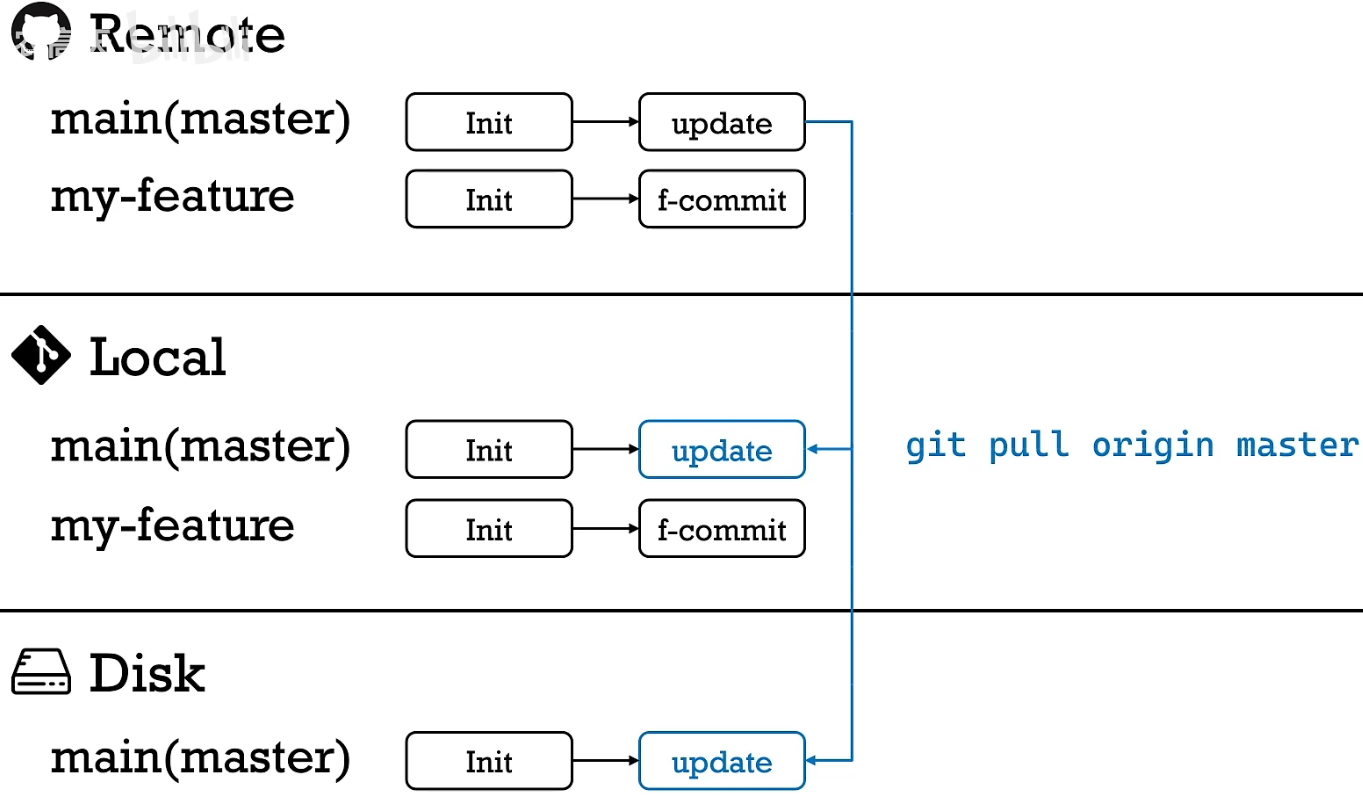 Remote
main(master) Init update
my-feature Init f-commit
Local
main(master) Init update git pull origin master
my-feature Init f-commit
Disk
main(master) Init update